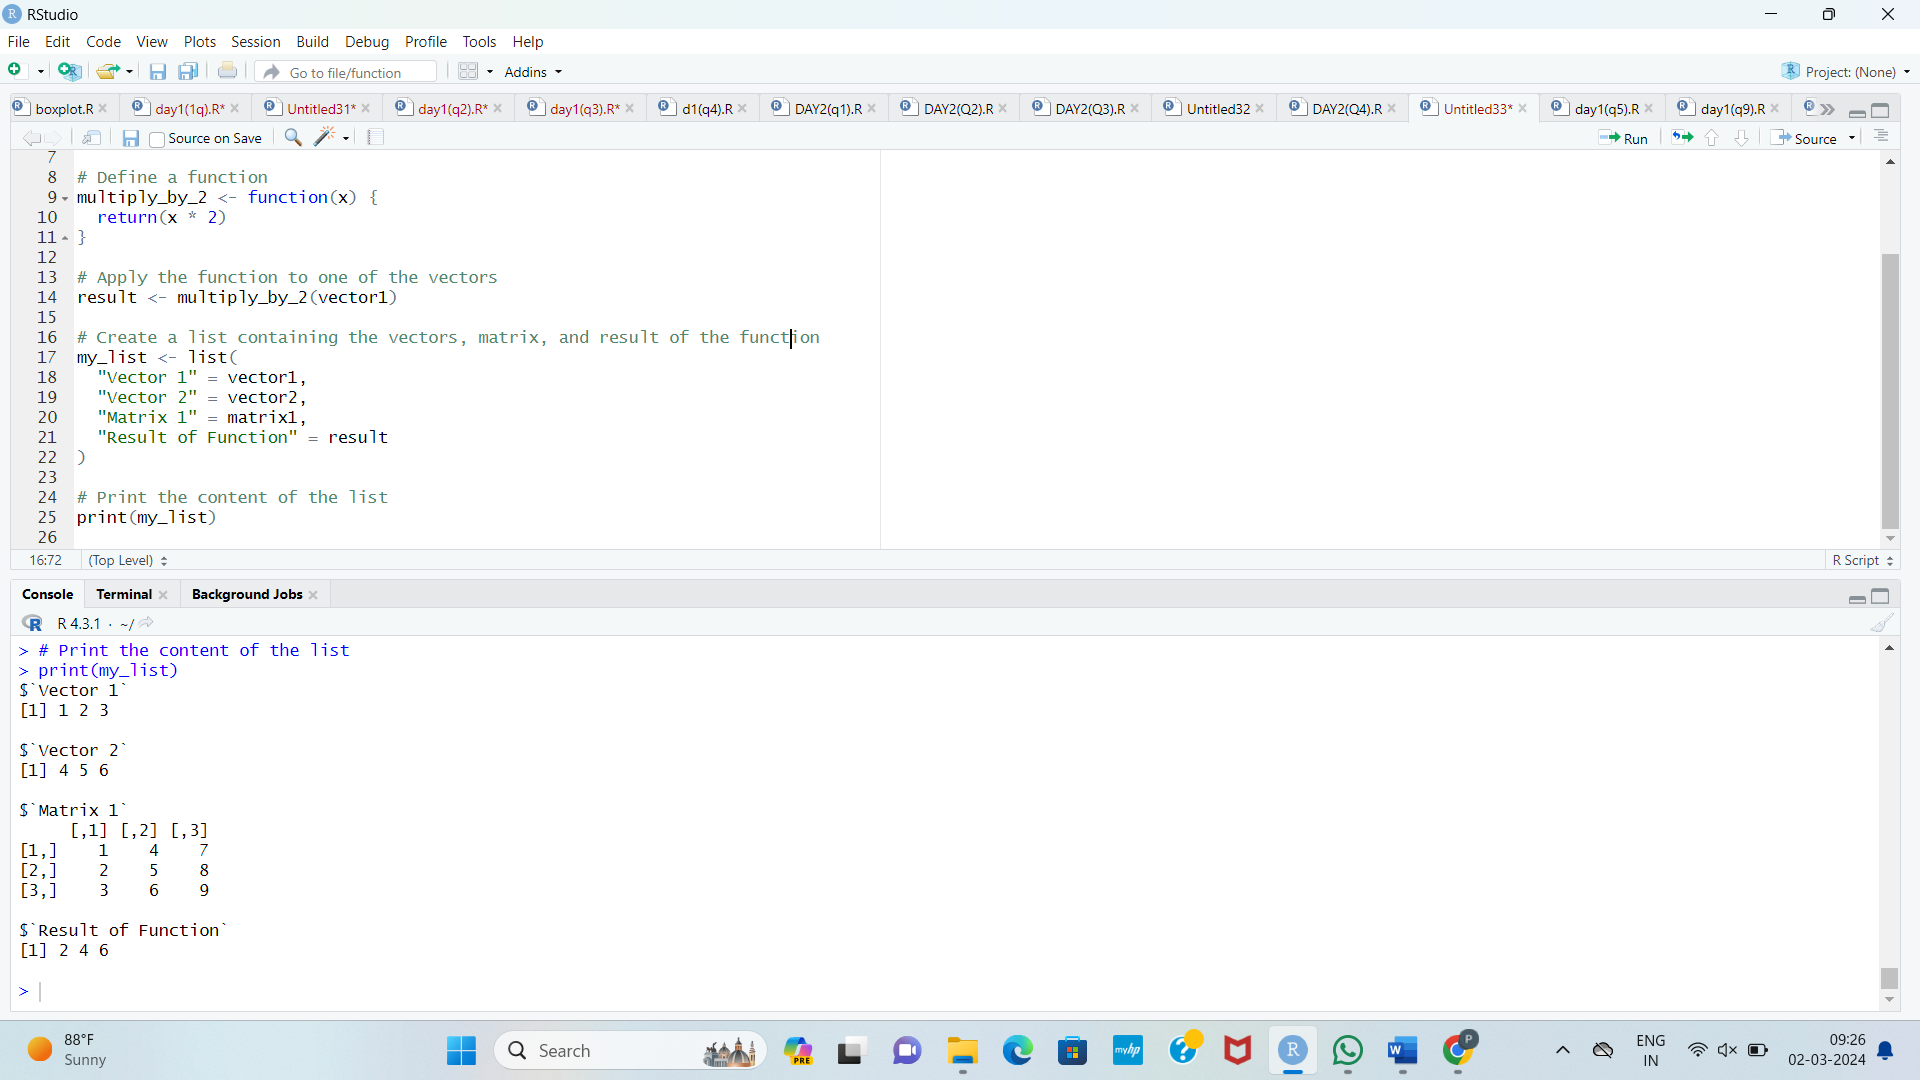 RStudio
File Edit Code View Plots Session Build Debug Profile Tools Help
Go to file/function Addins Project: (None)
boxplot.R day1(1q).R* Untitled31* day1(q2).R* day1(q3).R* d1(q4).R DAY2(q1).R DAY2(Q2).R DAY2(Q3).R Untitled32 DAY2(Q4).R Untitled33* day1(q5).R day1(q9).R
Source on Save Run Source
7
8 # Define a function
9 multiply_by_2 <- function(x) {
10 return(x * 2)
11 }
12
13 # Apply the function to one of the vectors
14 result <- multiply_by_2(vector1)
15
16 # Create a list containing the vectors, matrix, and result of the function
17 my_list <- list(
18 "Vector 1" = vector1,
19 "Vector 2" = vector2,
20 "Matrix 1" = matrix1,
21 "Result of Function" = result
22 )
23
24 # Print the content of the list
25 print(my_list)
26
16:72 (Top Level) R Script
Console Terminal Background Jobs
R 4.3.1 · ~/
> # Print the content of the list
> print(my_list)
$`Vector 1`
[1] 1 2 3
$`Vector 2`
[1] 4 5 6
$`Matrix 1`
[,1] [,2] [,3]
[1,] 1 4 7
[2,] 2 5 8
[3,] 3 6 9
$`Result of Function`
[1] 2 4 6
>
88°F
Sunny
Search
PRE
myhp
P
ENG
IN
09:26
02-03-2024